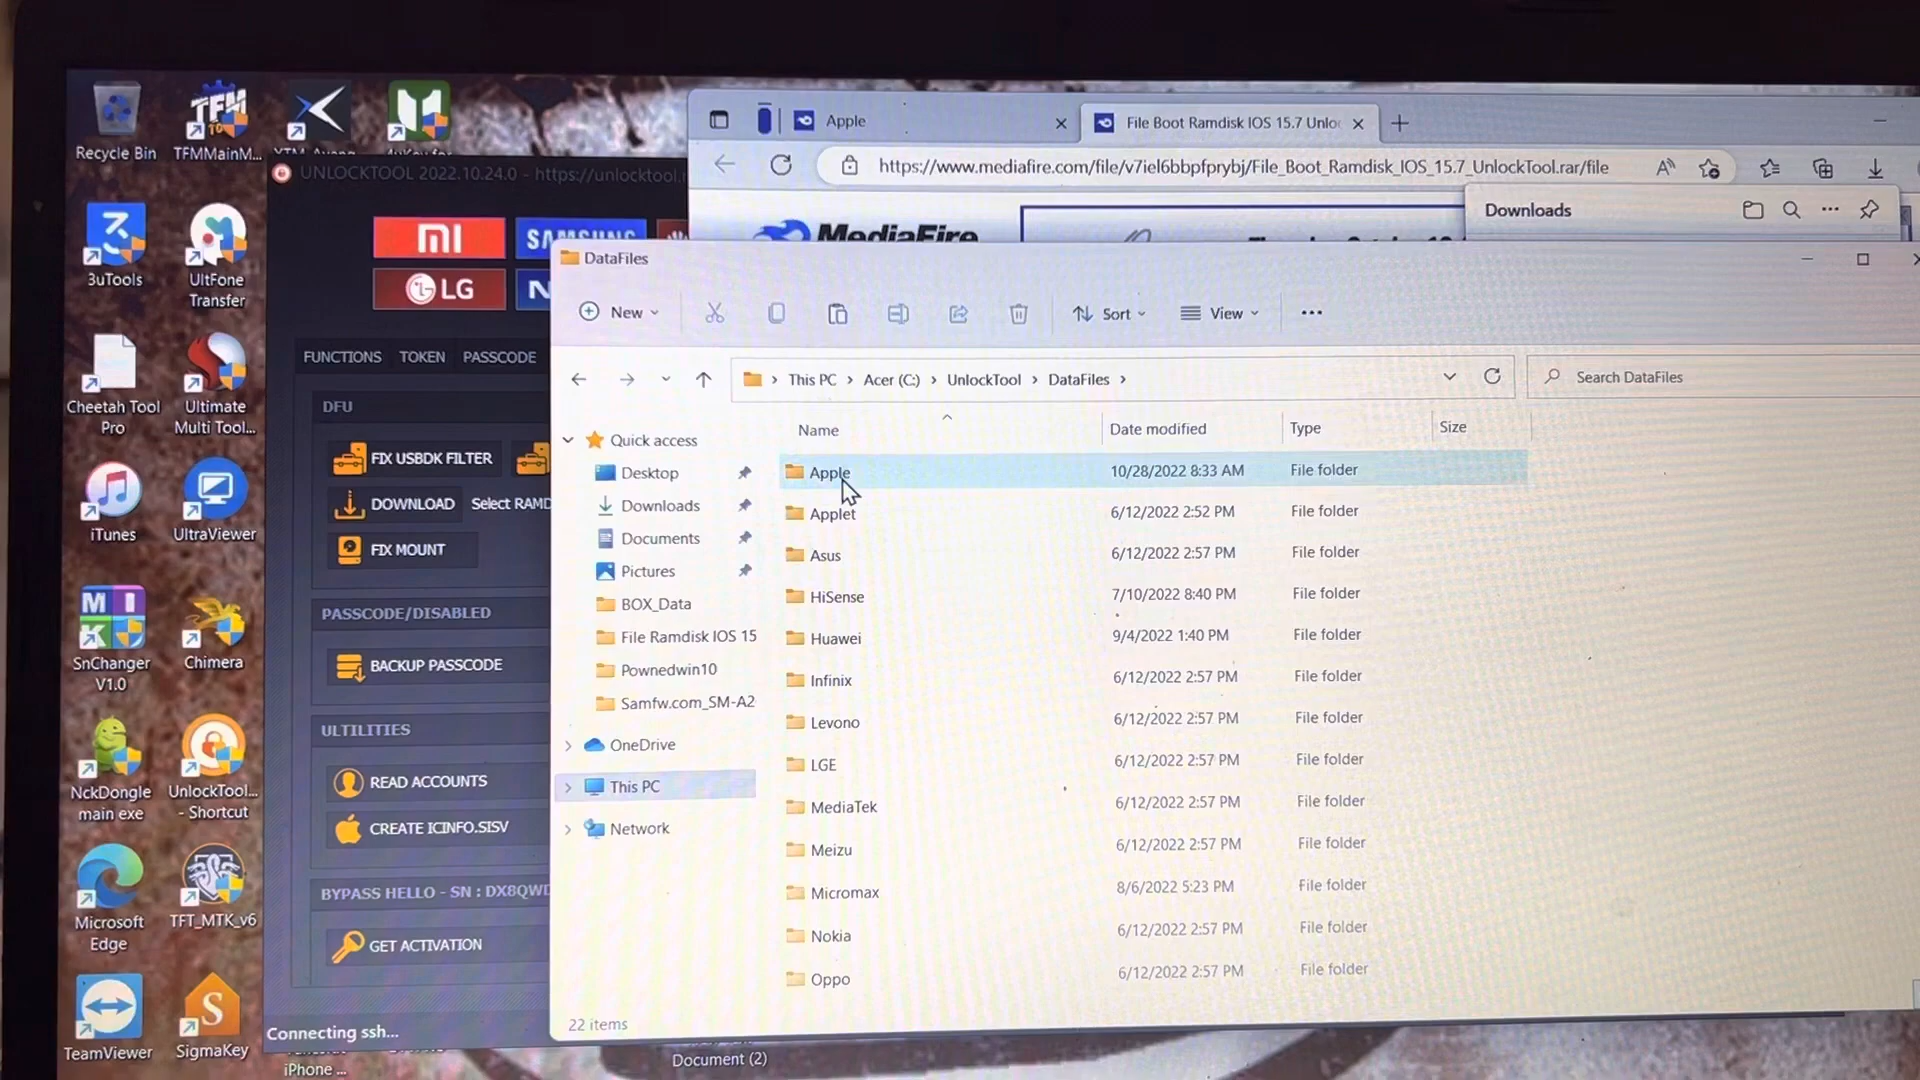 Recycle Bin
TFMMainM...
3uTools
UltFone
Transfer
Cheetah Tool
Pro
Ultimate
Multi Tool...
iTunes
UltraViewer
SnChanger
V1.0
Chimera
NckDongle
main exe
UnlockTool...
- Shortcut
Microsoft
Edge
TFT_MTK_v6
TeamViewer
SigmaKey
iPhone ...
Document (2)
UNLOCKTOOL 2022.10.24.0 - https://unlocktool.
SAMSUNG
LG
FUNCTIONS TOKEN PASSCODE
DFU
FIX USBDK FILTER
DOWNLOAD Select RAMD
FIX MOUNT
PASSCODE/DISABLED
BACKUP PASSCODE
ULTILITIES
READ ACCOUNTS
CREATE ICINFO.SISV
BYPASS HELLO - SN : DX8QWD
GET ACTIVATION
Connecting ssh...
Apple
File Boot Ramdisk IOS 15.7 Unlo
https://www.mediafire.com/file/v7iel6bbpfprybj/File_Boot_Ramdisk_IOS_15.7_UnlockTool.rar/file
MediaFire
Downloads
DataFiles
New
Sort
View
This PC > Acer (C:) > UnlockTool > DataFiles >
Search DataFiles
Quick access
Desktop
Downloads
Documents
Pictures
BOX_Data
File Ramdisk IOS 15
Pownedwin10
Samfw.com_SM-A2
OneDrive
This PC
Network
Name Date modified Type Size
Apple 10/28/2022 8:33 AM File folder
Applet 6/12/2022 2:52 PM File folder
Asus 6/12/2022 2:57 PM File folder
HiSense 7/10/2022 8:40 PM File folder
Huawei 9/4/2022 1:40 PM File folder
Infinix 6/12/2022 2:57 PM File folder
Levono 6/12/2022 2:57 PM File folder
LGE 6/12/2022 2:57 PM File folder
MediaTek 6/12/2022 2:57 PM File folder
Meizu 6/12/2022 2:57 PM File folder
Micromax 8/6/2022 5:23 PM File folder
Nokia 6/12/2022 2:57 PM File folder
Oppo 6/12/2022 2:57 PM File folder
22 items